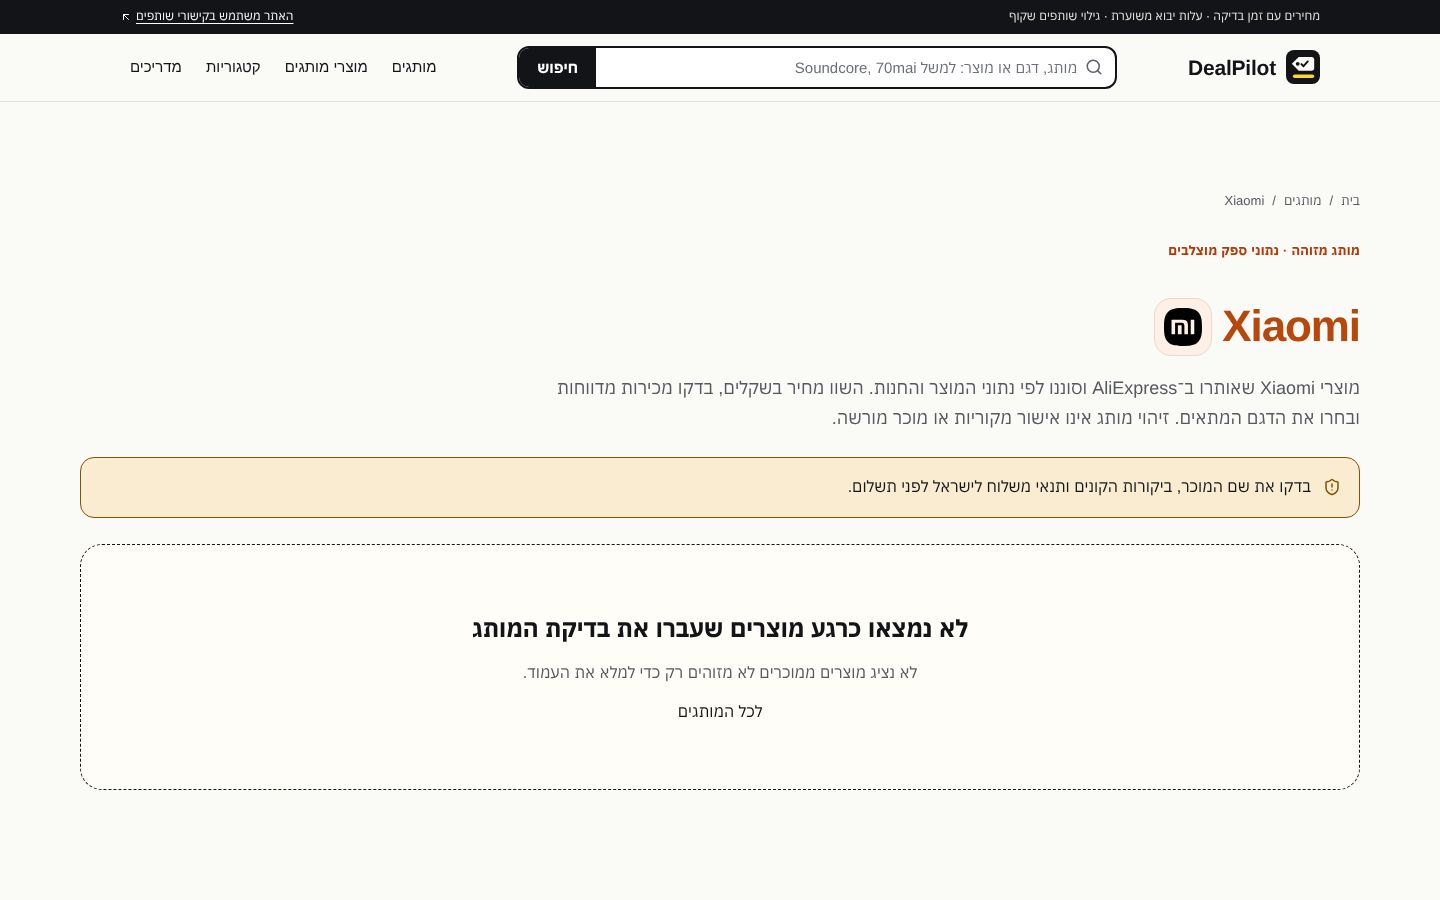 מחירים עם זמן בדיקה · עלות יבוא משוערת · גילוי שותפים שקוף
האתר משתמש בקישורי שותפים
DealPilot
מותג, דגם או מוצר: למשל Soundcore, 70mai
חיפוש
מותגים
מוצרי מותגים
קטגוריות
מדריכים
בית / מותגים / Xiaomi
מותג מזוהה · נתוני ספק מוצלבים
Xiaomi
מוצרי Xiaomi שאותרו ב־AliExpress וסוננו לפי נתוני המוצר והחנות. השוו מחיר בשקלים, בדקו מכירות מדווחות
ובחרו את הדגם המתאים. זיהוי מותג אינו אישור מקוריות או מוכר מורשה.
בדקו את שם המוכר, ביקורות הקונים ותנאי משלוח לישראל לפני תשלום.
לא נמצאו כרגע מוצרים שעברו את בדיקת המותג
לא נציג מוצרים ממוכרים לא מזוהים רק כדי למלא את העמוד.
לכל המותגים